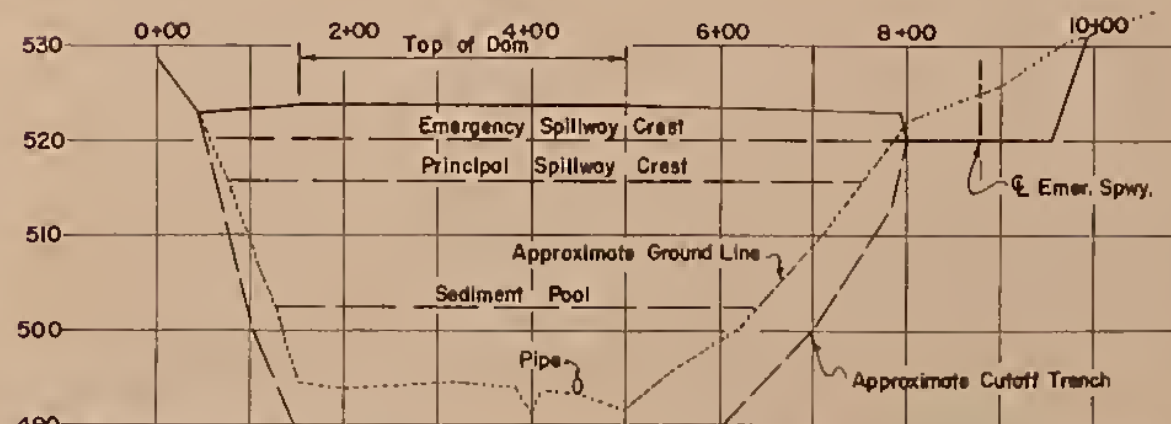 0+00 2+00 4+00 6+00 8+00 10+00
530
Top of Dam
520
Emergency Spillway Crest
Principal Spillway Crest
℄ Emer. Spwy.
510
Approximate Ground Line
Sediment Pool
500
Pipe
Approximate Cutoff Trench
490